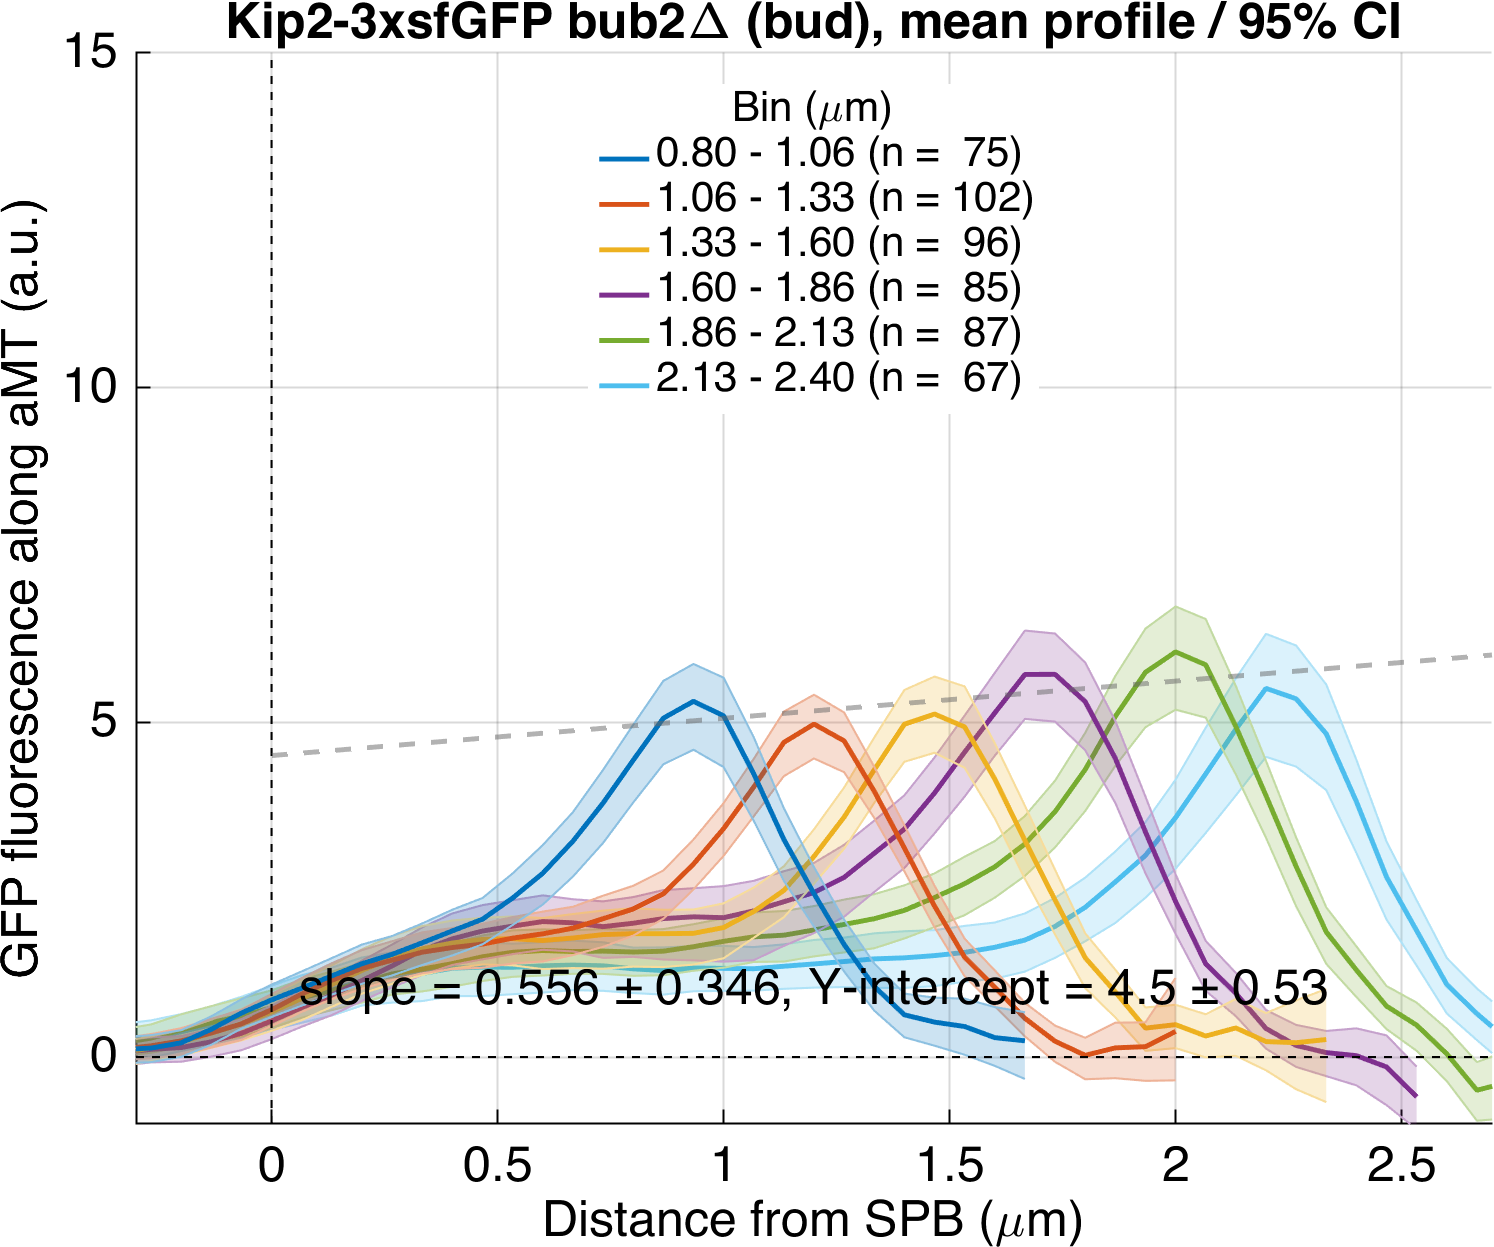 Kip2-3xsfGFP bub2Δ (bud), mean profile / 95% CI
15
10
5
0
GFP fluorescence along aMT (a.u.)
Bin (μm)
0.80 - 1.06 (n = 75)
1.06 - 1.33 (n = 102)
1.33 - 1.60 (n = 96)
1.60 - 1.86 (n = 85)
1.86 - 2.13 (n = 87)
2.13 - 2.40 (n = 67)
slope = 0.556 ± 0.346, Y-intercept = 4.5 ± 0.53
0 0.5 1 1.5 2 2.5
Distance from SPB (μm)